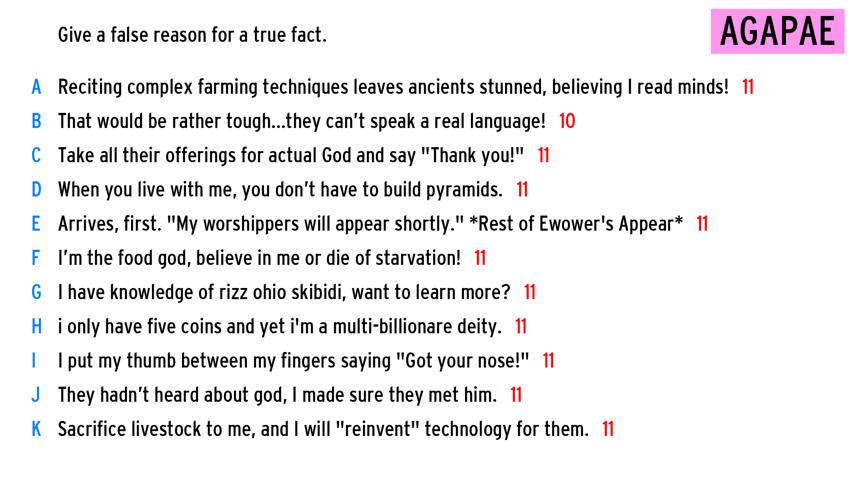 Give a false reason for a true fact.
AGAPAE
A Reciting complex farming techniques leaves ancients stunned, believing I read minds! 11
B That would be rather tough...they can't speak a real language! 10
C Take all their offerings for actual God and say "Thank you!" 11
D When you live with me, you don't have to build pyramids. 11
E Arrives, first. "My worshippers will appear shortly." *Rest of Ewower's Appear* 11
F I'm the food god, believe in me or die of starvation! 11
G I have knowledge of rizz ohio skibidi, want to learn more? 11
H i only have five coins and yet i'm a multi-billionare deity. 11
I I put my thumb between my fingers saying "Got your nose!" 11
J They hadn't heard about god, I made sure they met him. 11
K Sacrifice livestock to me, and I will "reinvent" technology for them. 11